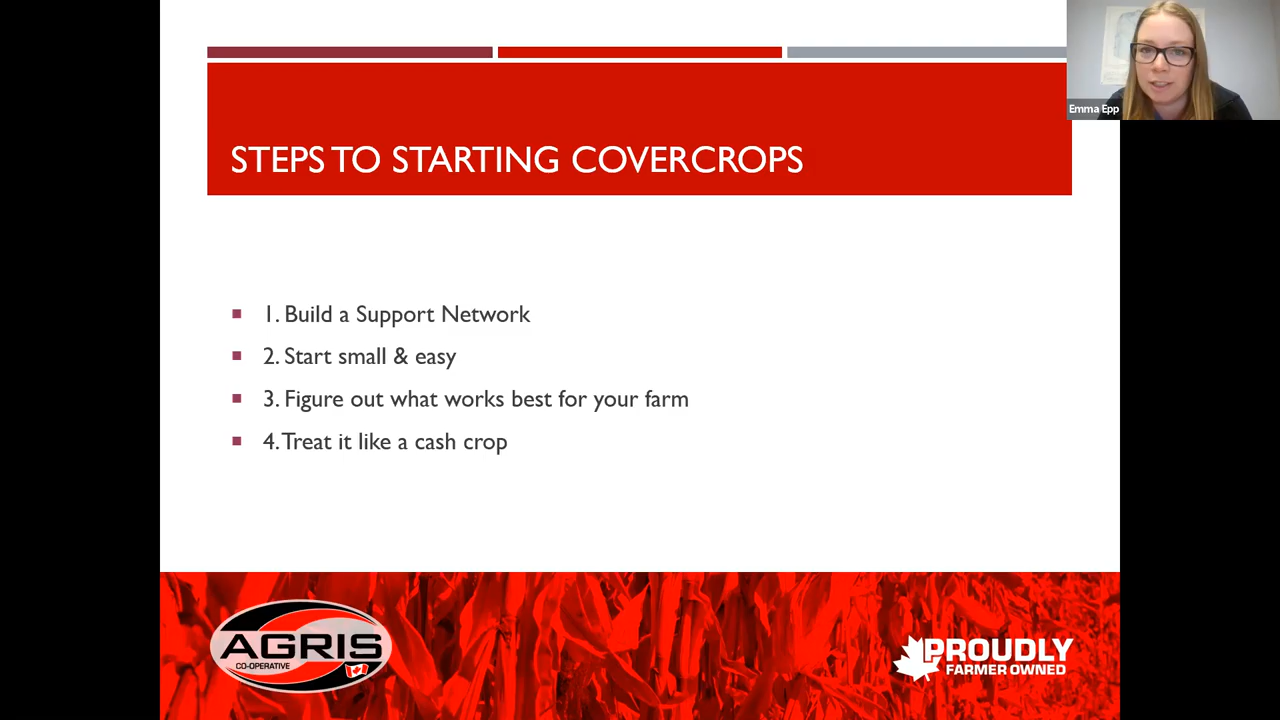 Emma Epp
STEPS TO STARTING COVERCROPS
1. Build a Support Network
2. Start small & easy
3. Figure out what works best for your farm
4. Treat it like a cash crop
AGRIS
CO-OPERATIVE
PROUDLY
FARMER OWNED